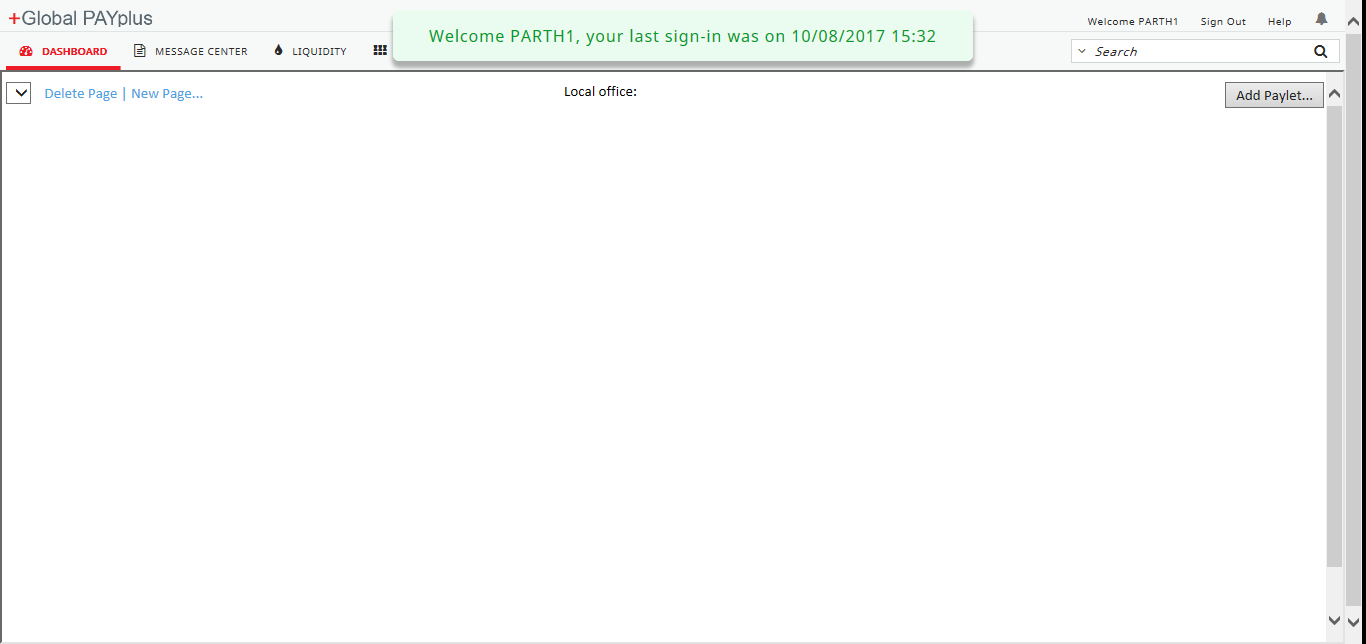 +Global PAYplus
Welcome PARTH1 Sign Out Help
DASHBOARD MESSAGE CENTER LIQUIDITY
Welcome PARTH1, your last sign-in was on 10/08/2017 15:32
Search
Delete Page | New Page...
Local office:
Add Paylet...